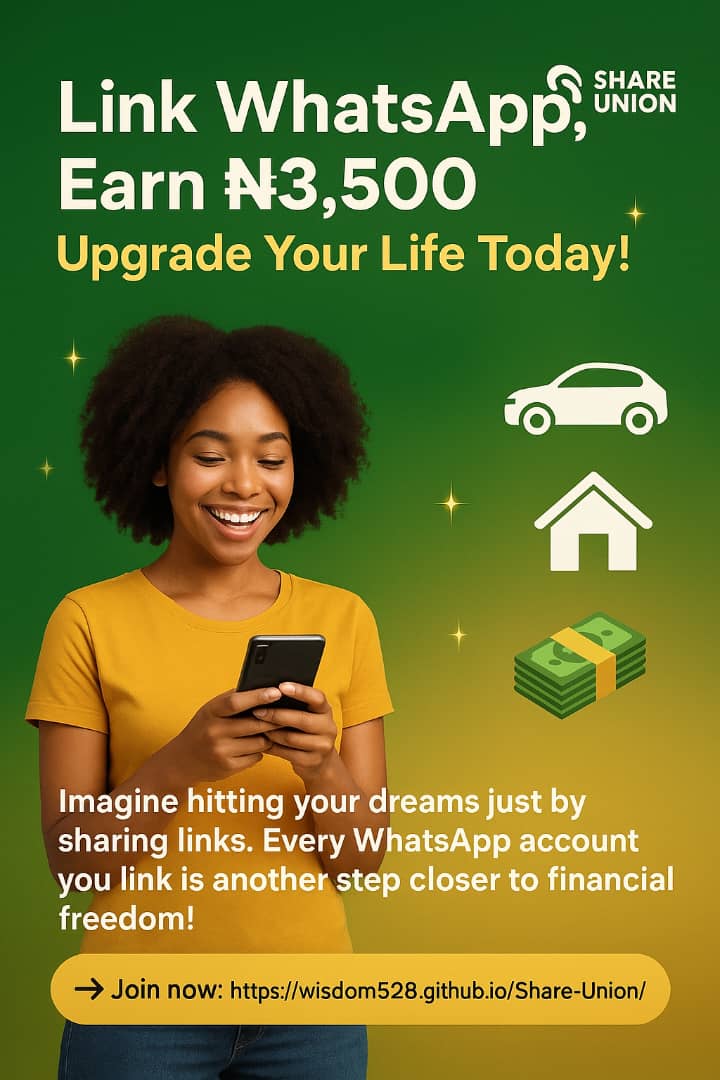 Link WhatsApp,
SHARE
UNION
Earn ₦3,500
Upgrade Your Life Today!
Imagine hitting your dreams just by
sharing links. Every WhatsApp account
you link is another step closer to financial
freedom!
→ Join now: https://wisdom528.github.io/Share-Union/